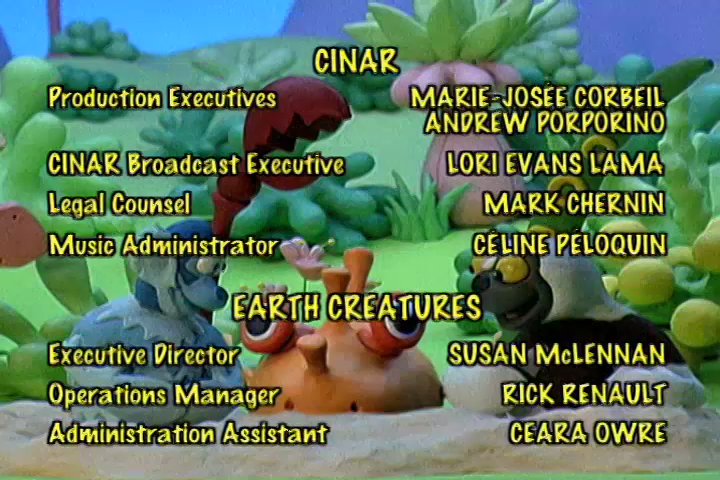 CINAR
Production Executives MARIE-JOSÉE CORBEIL
ANDREW PORPORINO
CINAR Broadcast Executive LORI EVANS LAMA
Legal Counsel MARK CHERNIN
Music Administrator CÉLINE PÉLOQUIN
EARTH CREATURES
Executive Director SUSAN McLENNAN
Operations Manager RICK RENAULT
Administration Assistant CEARA OWRE